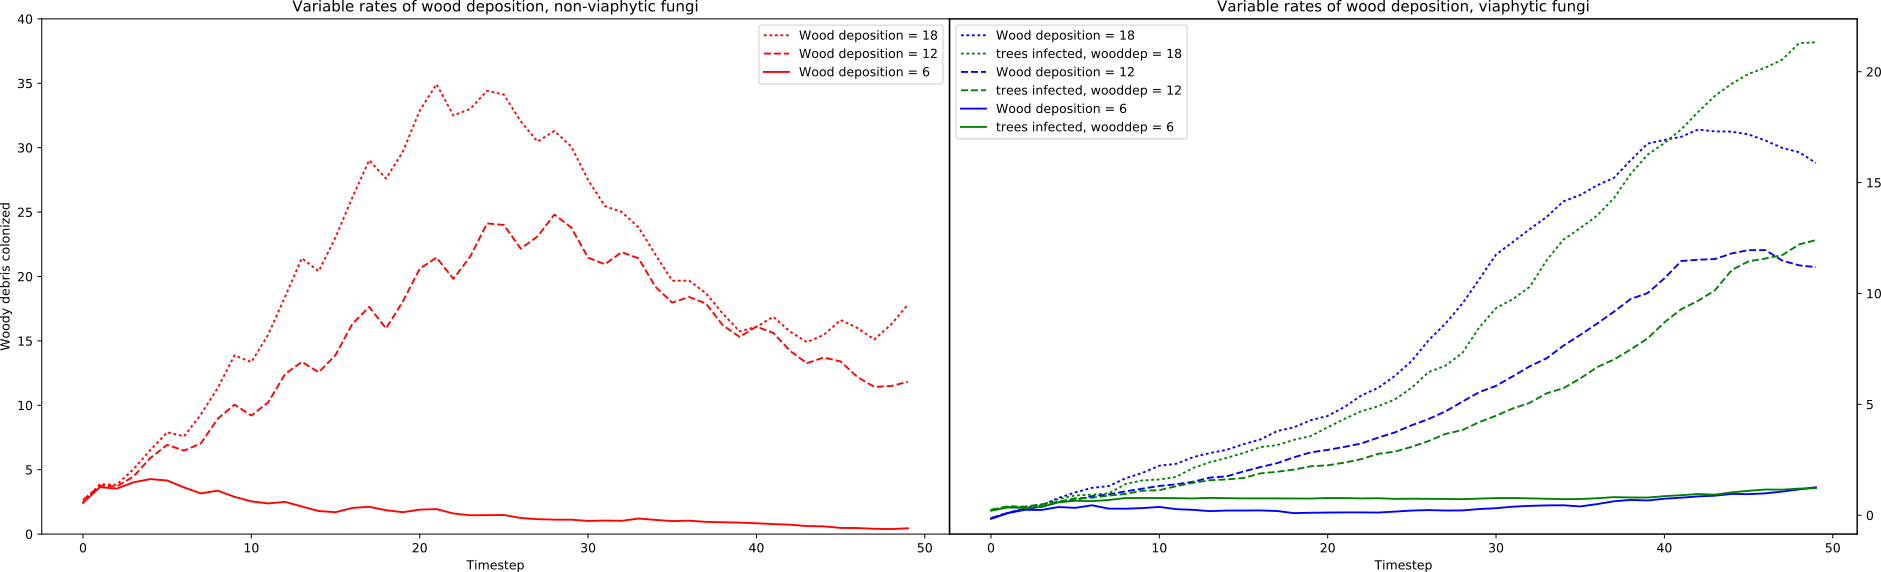 Variable rates of wood deposition, non-viaphytic fungi
Variable rates of wood deposition, viaphytic fungi
Wood deposition = 18
Wood deposition = 12
Wood deposition = 6
Wood deposition = 18
trees infected, wooddep = 18
Wood deposition = 12
trees infected, wooddep = 12
Wood deposition = 6
trees infected, wooddep = 6
Woody debris colonized
40
35
30
25
20
15
10
5
0
20
15
10
5
0
0 10 20 30 40 50
0 10 20 30 40 50
Timestep
Timestep